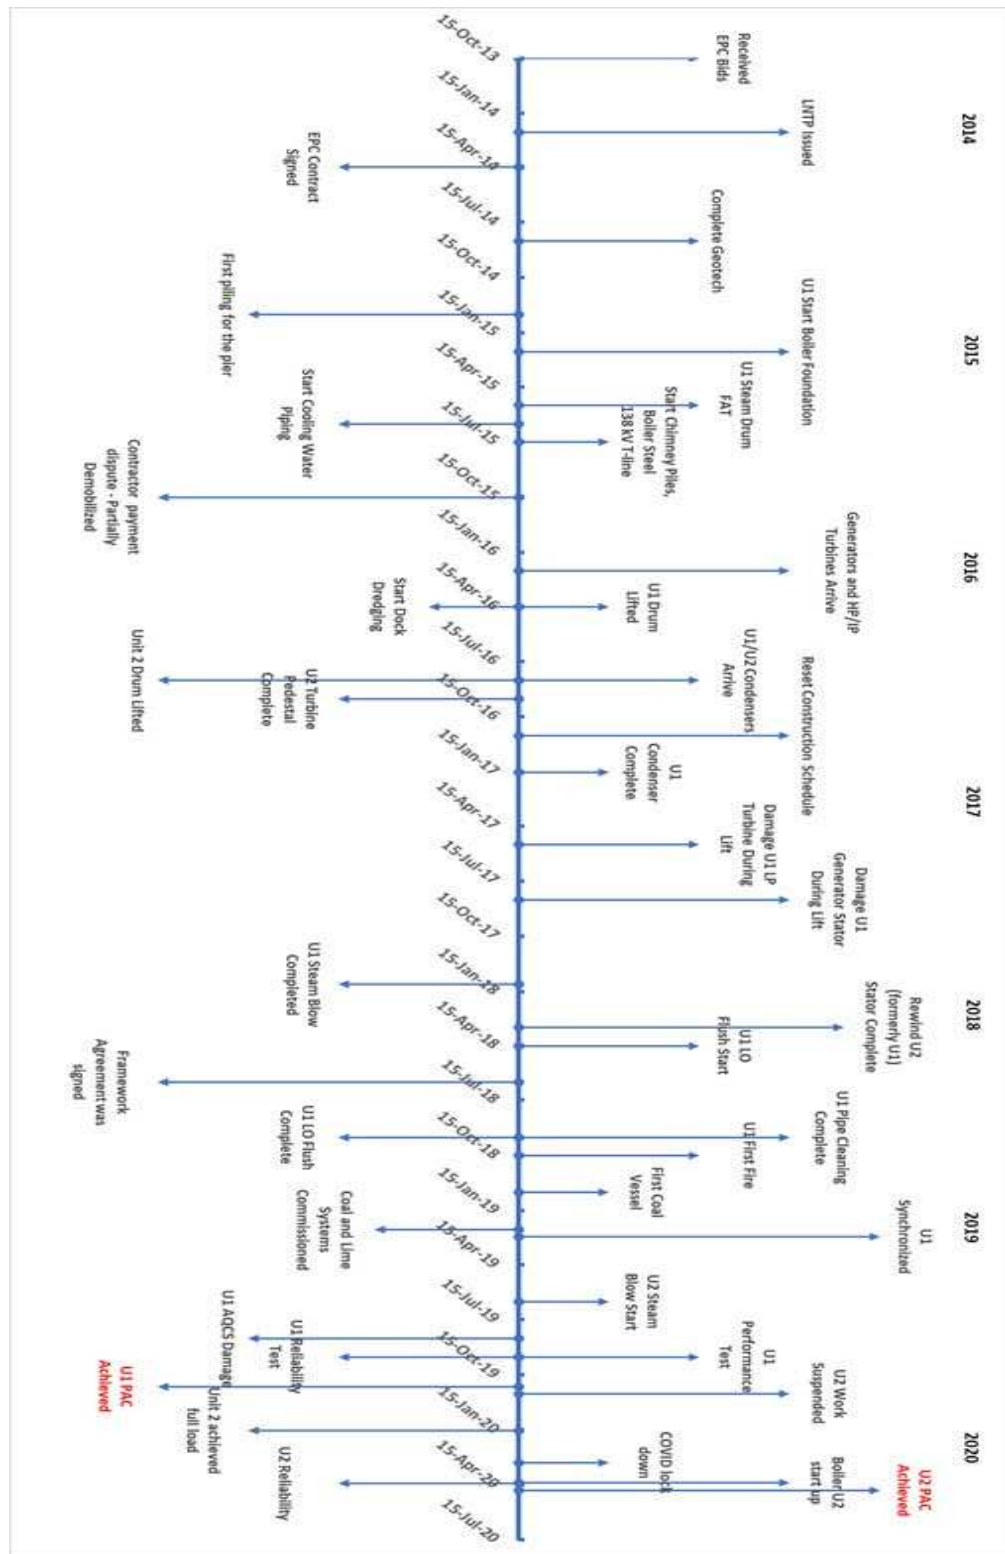 2014
2015
2016
2017
2018
2019
2020
Received
EPC Bids
LNTP Issued
Complete Geotech
U1 Start Boiler Foundation
U1 Steam Drum
FAT
Start Chimney Piles,
Boiler Steel
138 kV T-line
Generators and HP/IP
Turbines Arrive
U1 Drum
Lifted
U1/U2 Condensers
Arrive
Reset Construction Schedule
U1
Condenser
Complete
Damage U1 LP
Turbine During
Lift
Damage U1
Generator Stator
During Lift
Rewind U2
(formerly U1)
Stator Complete
U1 LO
Flush Start
U1 Pipe Cleaning
Complete
U1 First Fire
First Coal
Vessel
U1
Synchronized
U2 Steam
Blow Start
U1
Performance
Test
U2 Work
Suspended
COVID lock
down
Boiler U2
start up
U2 PAC
Achieved
15-Oct-13
15-Jan-14
15-Apr-14
15-Jul-14
15-Oct-14
15-Jan-15
15-Apr-15
15-Jul-15
15-Oct-15
15-Jan-16
15-Apr-16
15-Jul-16
15-Oct-16
15-Jan-17
15-Apr-17
15-Jul-17
15-Oct-17
15-Jan-18
15-Apr-18
15-Jul-18
15-Oct-18
15-Jan-19
15-Apr-19
15-Jul-19
15-Oct-19
15-Jan-20
15-Apr-20
15-Jul-20
EPC Contract
Signed
First piling for the pier
Start Cooling Water
Piping
Contractor payment
dispute - Partially
Demobilized
Start Dock
Dredging
Unit 2 Drum Lifted
U2 Turbine
Pedestal
Complete
U1 Steam Blow
Completed
Framework
Agreement was
signed
U1 LO Flush
Complete
Coal and Lime
Systems
Commissioned
U1 AQCS Damage
U1 Reliability
Test
U1 PAC
Achieved
Unit 2 achieved
full load
U2 Reliability